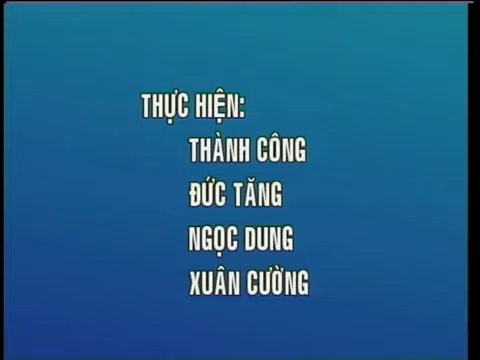 THỰC HIỆN:
THÀNH CÔNG
ĐỨC TĂNG
NGỌC DUNG
XUÂN CƯỜNG